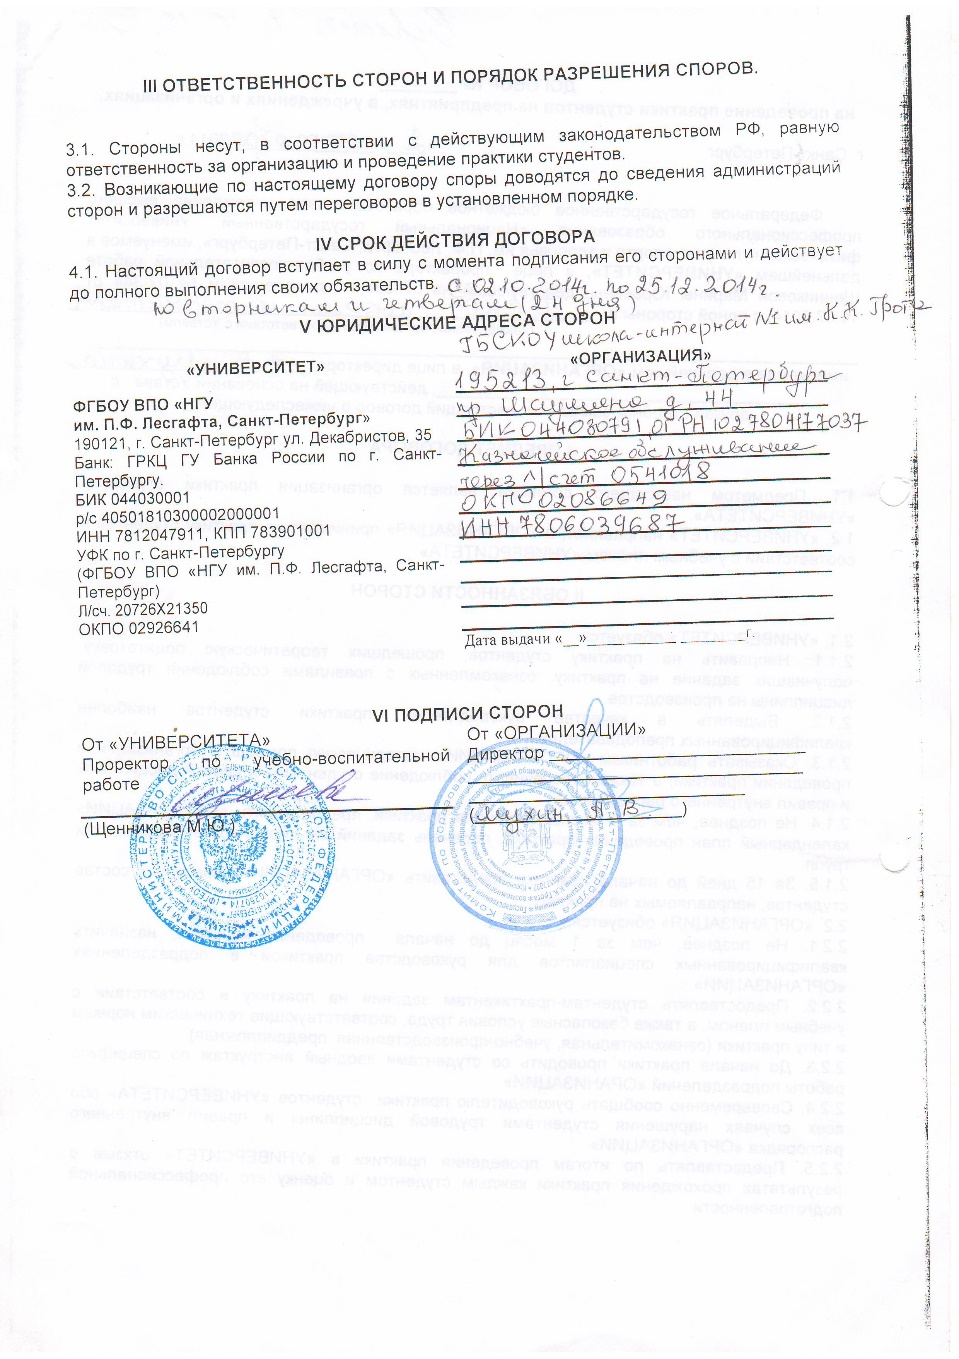 III ОТВЕТСТВЕННОСТЬ СТОРОН И ПОРЯДОК РАЗРЕШЕНИЯ СПОРОВ.
3.1. Стороны несут, в соответствии с действующим законодательством РФ, равную
ответственность за организацию и проведение практики студентов.
3.2. Возникающие по настоящему договору споры доводятся до сведения администраций
сторон и разрешаются путем переговоров в установленном порядке.
IV СРОК ДЕЙСТВИЯ ДОГОВОРА
4.1. Настоящий договор вступает в силу с момента подписания его сторонами и действует
до полного выполнения своих обязательств. С 02.10.2014г. по 25.12.2014г
по вторникам и четвергам (24 дня)
V ЮРИДИЧЕСКИЕ АДРЕСА СТОРОН
ГБСКОУ школа-интернат №1 им. К.К. Грота
«УНИВЕРСИТЕТ»
ФГБОУ ВПО «НГУ
им. П.Ф. Лесгафта, Санкт-Петербург»
190121, г. Санкт-Петербург ул. Декабристов, 35
Банк: ГРКЦ ГУ Банка России по г. Санкт-
Петербургу.
БИК 044030001
р/с 40501810300002000001
ИНН 7812047911, КПП 783901001
УФК по г. Санкт-Петербургу
(ФГБОУ ВПО «НГУ им. П.Ф. Лесгафта, Санкт-
Петербург)
Л/сч. 20726Х21350
ОКПО 02926641
«ОРГАНИЗАЦИЯ»
195213, г Санкт-Петербург
пр Шаумяна д. 44
БИК 044030791 ОГРН 1027804177037
Казначейское обслуживание
через л/счет 0541018
ОКПО 02086649
ИНН 7806039687
Дата выдачи «__»____________ г.
VI ПОДПИСИ СТОРОН
От «УНИВЕРСИТЕТА»
Проректор по учебно-воспитательной
работе
(Щенникова М.Ю.)
От «ОРГАНИЗАЦИИ»
Директор
(Мухин А В )